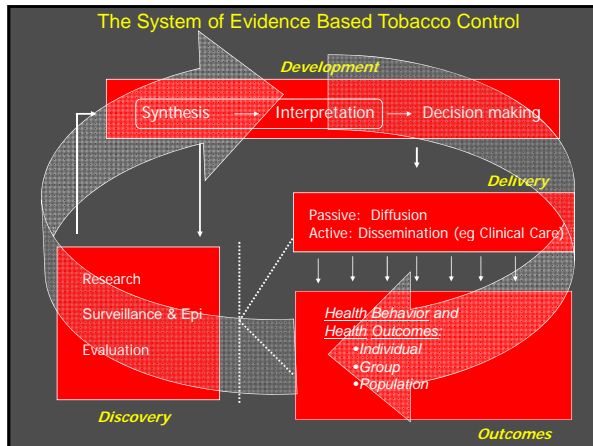 The System of Evidence Based Tobacco Control
Development
Synthesis Interpretation Decision making
Delivery
Passive: Diffusion
Active: Dissemination (eg Clinical Care)
Research
Surveillance & Epi
Evaluation
Discovery
Health Behavior and
Health Outcomes:
•Individual
•Group
•Population
Outcomes